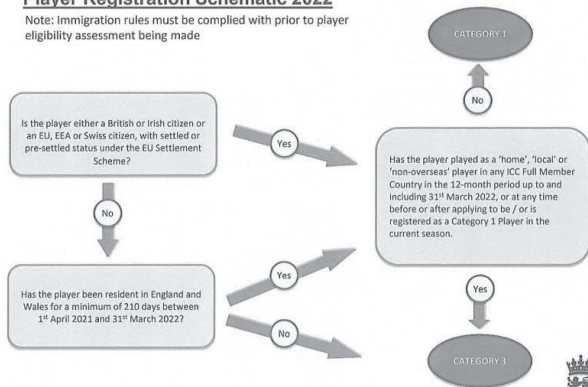 Player Registration Schematic 2022
Note: Immigration rules must be complied with prior to player
eligibility assessment being made
CATEGORY 1
No
Is the player either a British or Irish citizen or
an EU, EEA or Swiss citizen, with settled or
pre-settled status under the EU Settlement
Scheme?
Yes
Has the player played as a 'home', 'local' or
'non-overseas' player in any ICC Full Member
Country in the 12-month period up to and
including 31st March 2022, or at any time
before or after applying to be / or is
registered as a Category 1 Player in the
current season.
No
Has the player been resident in England and
Wales for a minimum of 210 days between
1st April 2021 and 31st March 2022?
Yes
No
Yes
CATEGORY 3